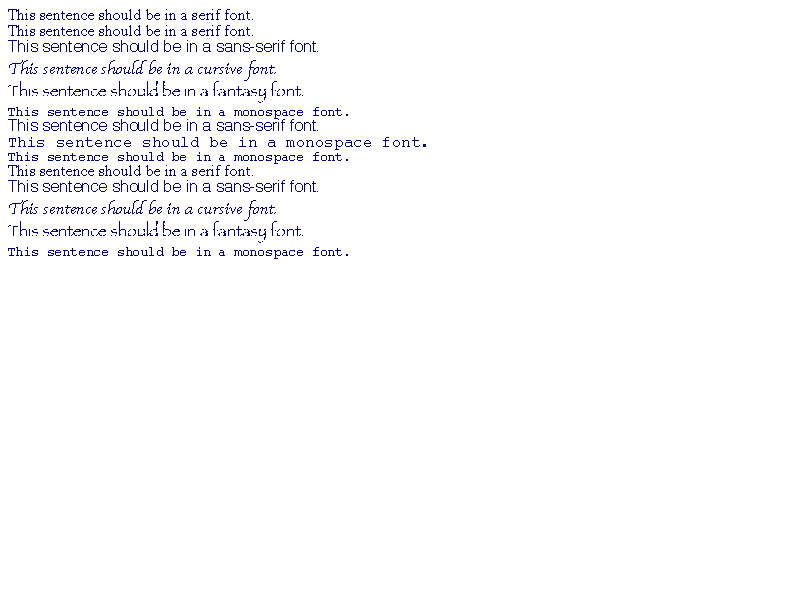 This sentence should be in a serif font.
This sentence should be in a serif font.
This sentence should be in a sans-serif font.
This sentence should be in a cursive font.
This sentence should be in a fantasy font.
This sentence should be in a monospace font.
This sentence should be in a sans-serif font.
This sentence should be in a monospace font.
This sentence should be in a monospace font.
This sentence should be in a serif font.
This sentence should be in a sans-serif font.
This sentence should be in a cursive font.
This sentence should be in a fantasy font.
This sentence should be in a monospace font.